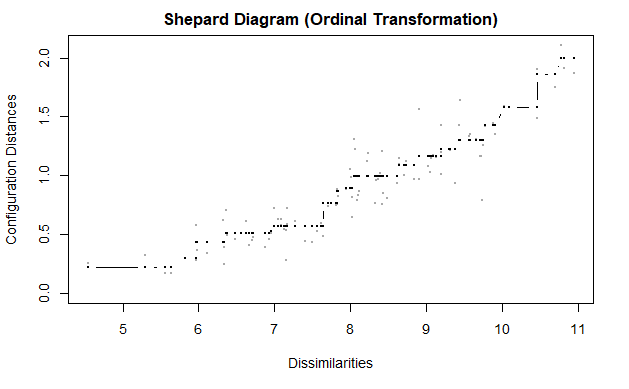 Shepard Diagram (Ordinal Transformation)
Configuration Distances
2.0
1.5
1.0
0.5
0.0
5 6 7 8 9 10 11
Dissimilarities